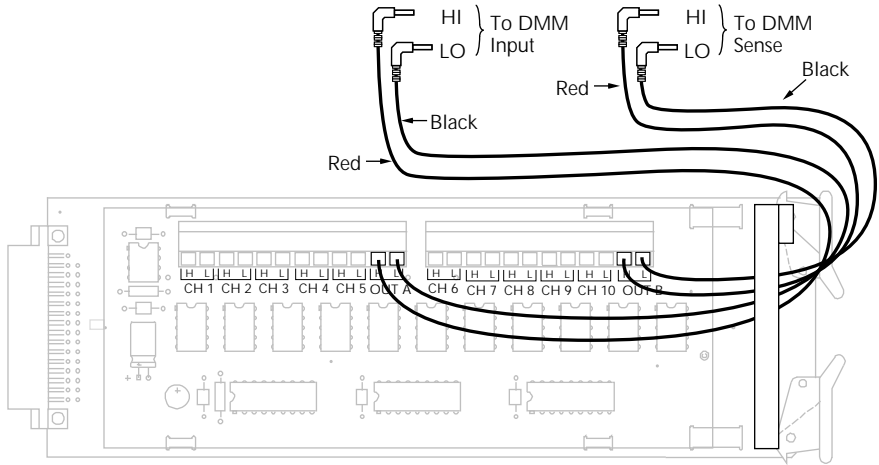 HI
LO
To DMM
Input
HI
LO
To DMM
Sense
Red
Black
Black
Red
H L H L H L H L H L H L
CH 1 CH 2 CH 3 CH 4 CH 5 OUT A
H L H L H L H L H L H L
CH 6 CH 7 CH 8 CH 9 CH 10 OUT B
+